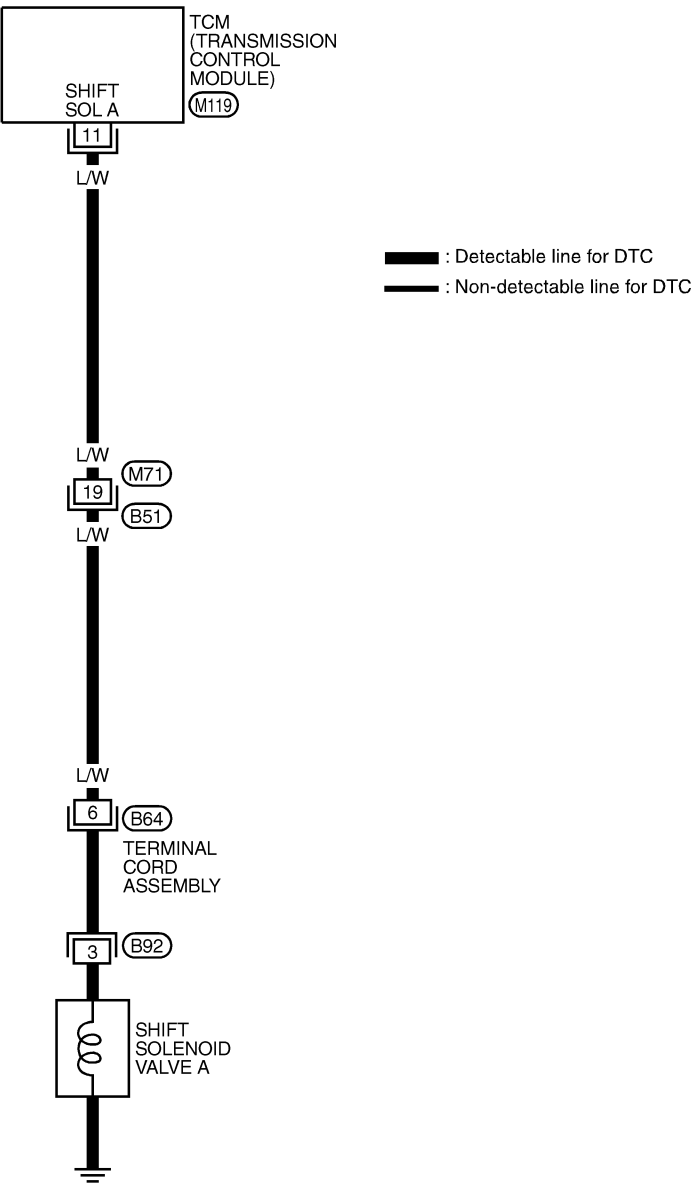 TCM
(TRANSMISSION
CONTROL
MODULE)
M119
SHIFT
SOL A
11
L/W
: Detectable line for DTC
: Non-detectable line for DTC
L/W
M71
19
B51
L/W
L/W
6
B64
TERMINAL
CORD
ASSEMBLY
3
B92
SHIFT
SOLENOID
VALVE A